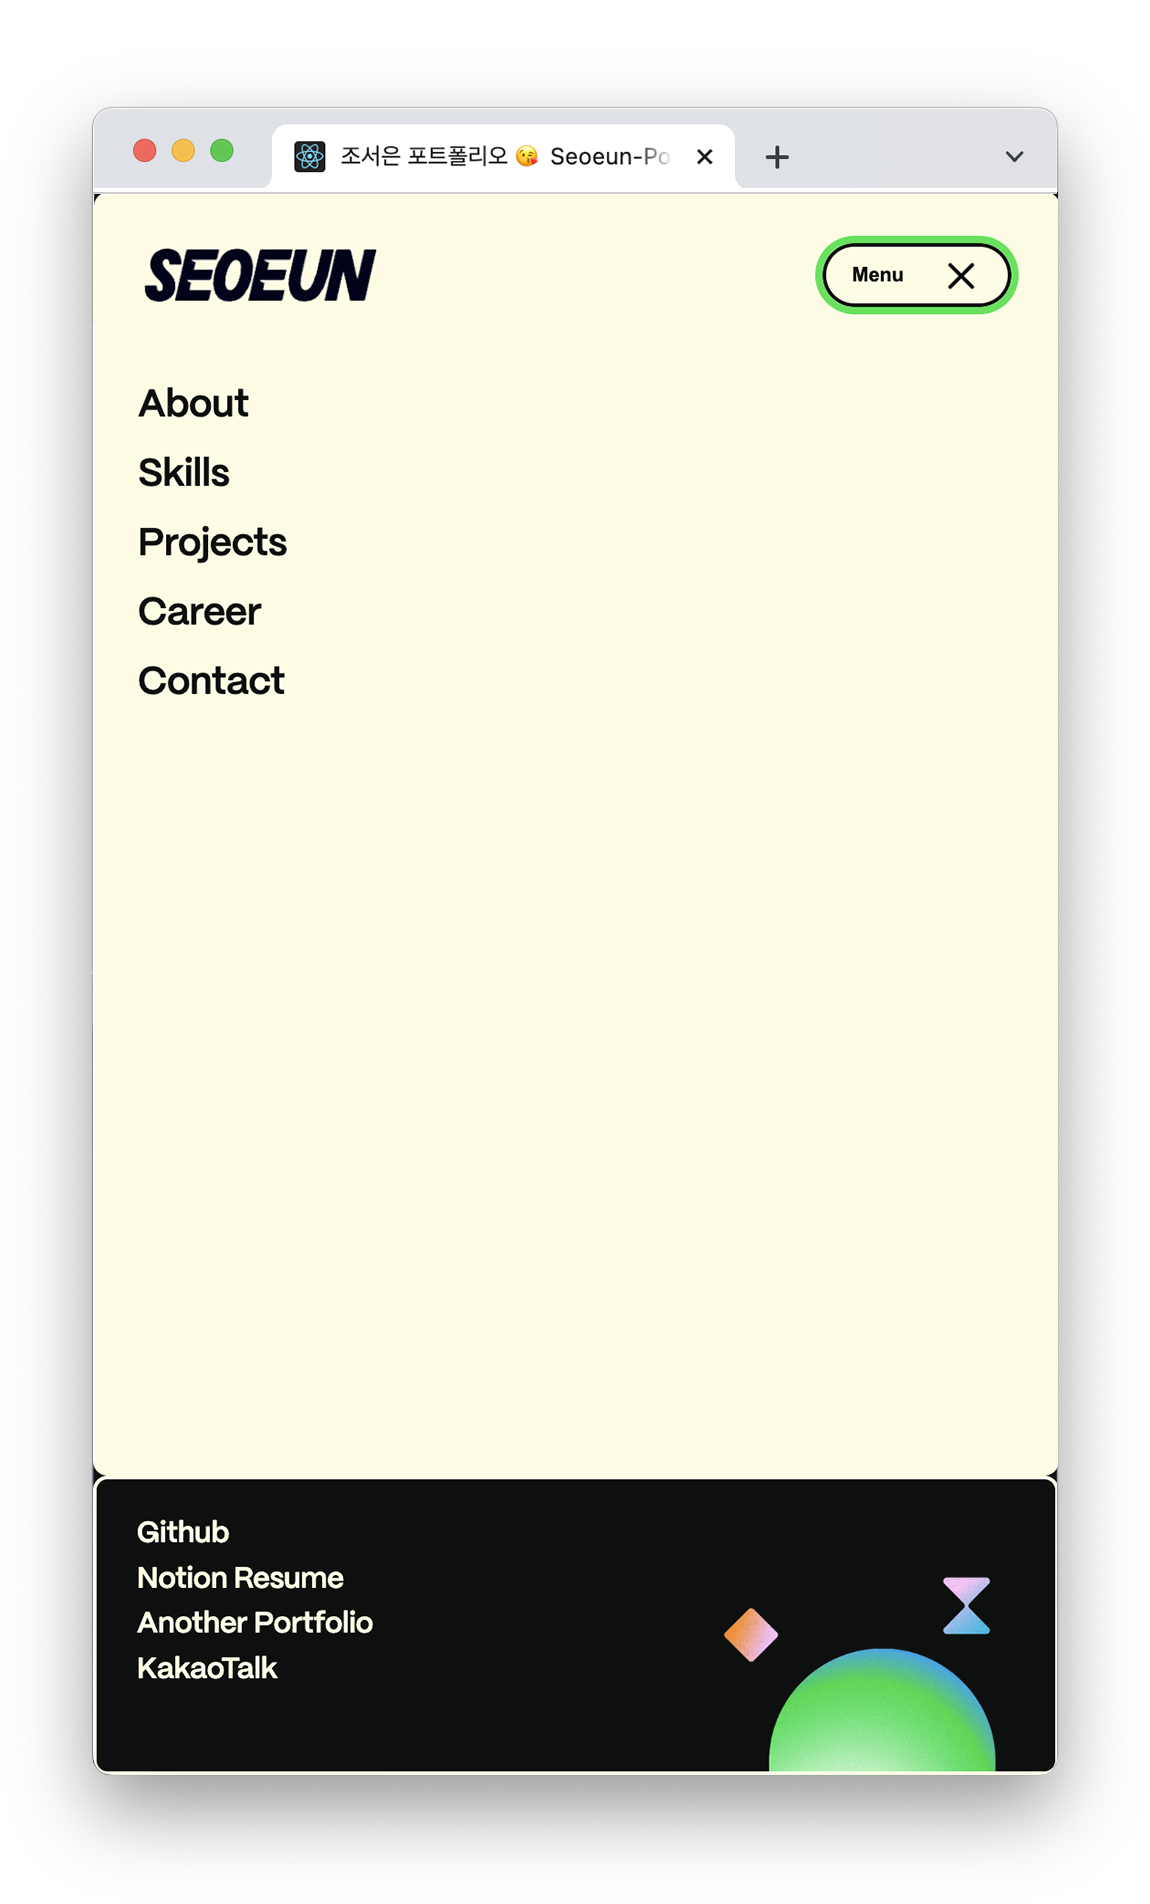 조서은 포트폴리오 😘 Seoeun-Po
SEOEUN
Menu
About
Skills
Projects
Career
Contact
Github
Notion Resume
Another Portfolio
KakaoTalk